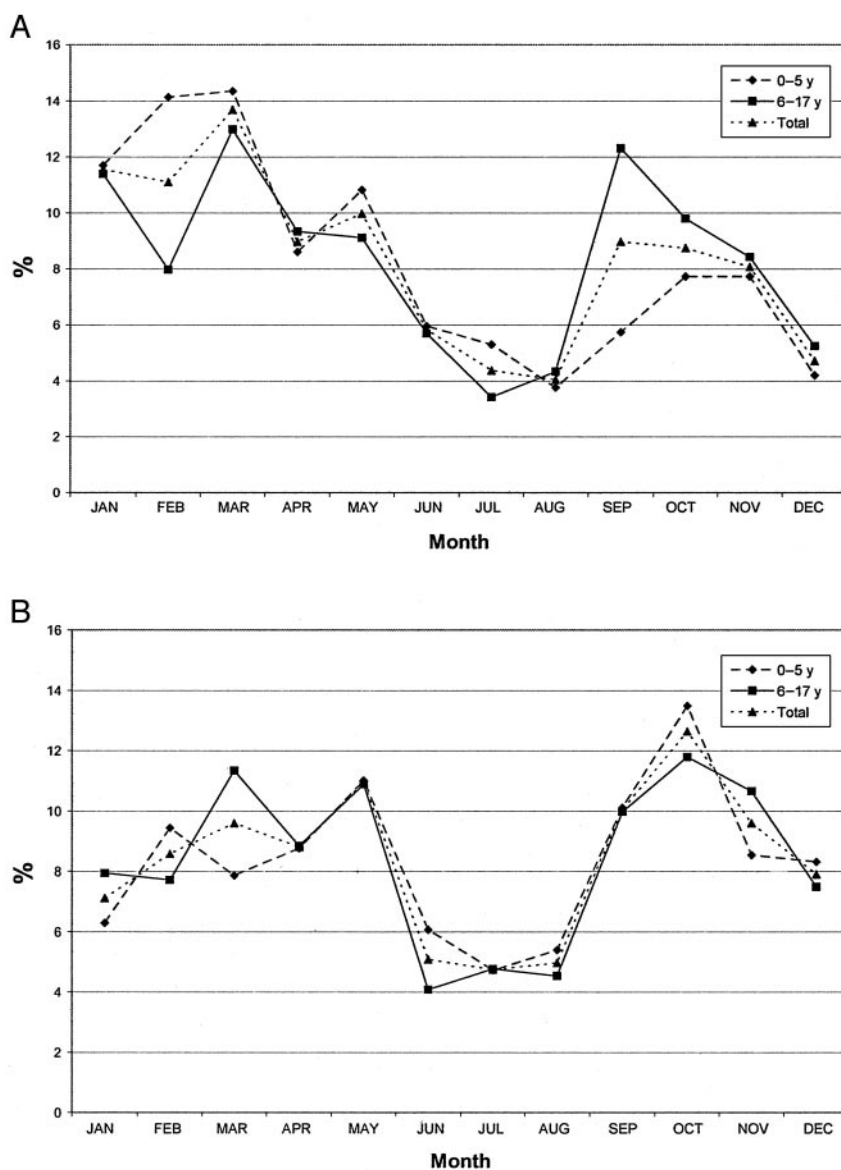 A
16
14
12
10
8
6
4
2
0
%
0–5 y
6–17 y
Total
JAN FEB MAR APR MAY JUN JUL AUG SEP OCT NOV DEC
Month
B
16
14
12
10
8
6
4
2
0
%
0–5 y
6–17 y
Total
JAN FEB MAR APR MAY JUN JUL AUG SEP OCT NOV DEC
Month